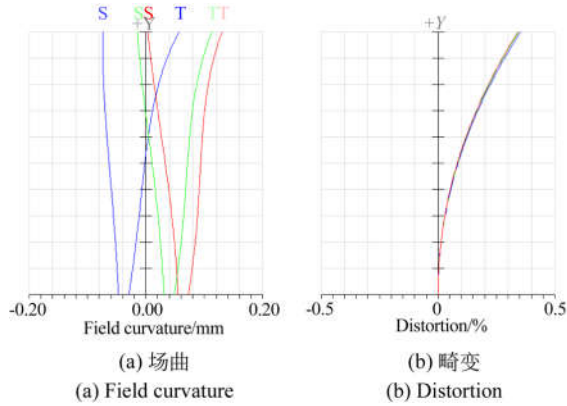 S S S T T T
+Y +Y
-0.20 0.00 0.20 -0.5 0 0.5
Field curvature/mm Distortion/%
(a) 场曲 (b) 畸变
(a) Field curvature (b) Distortion